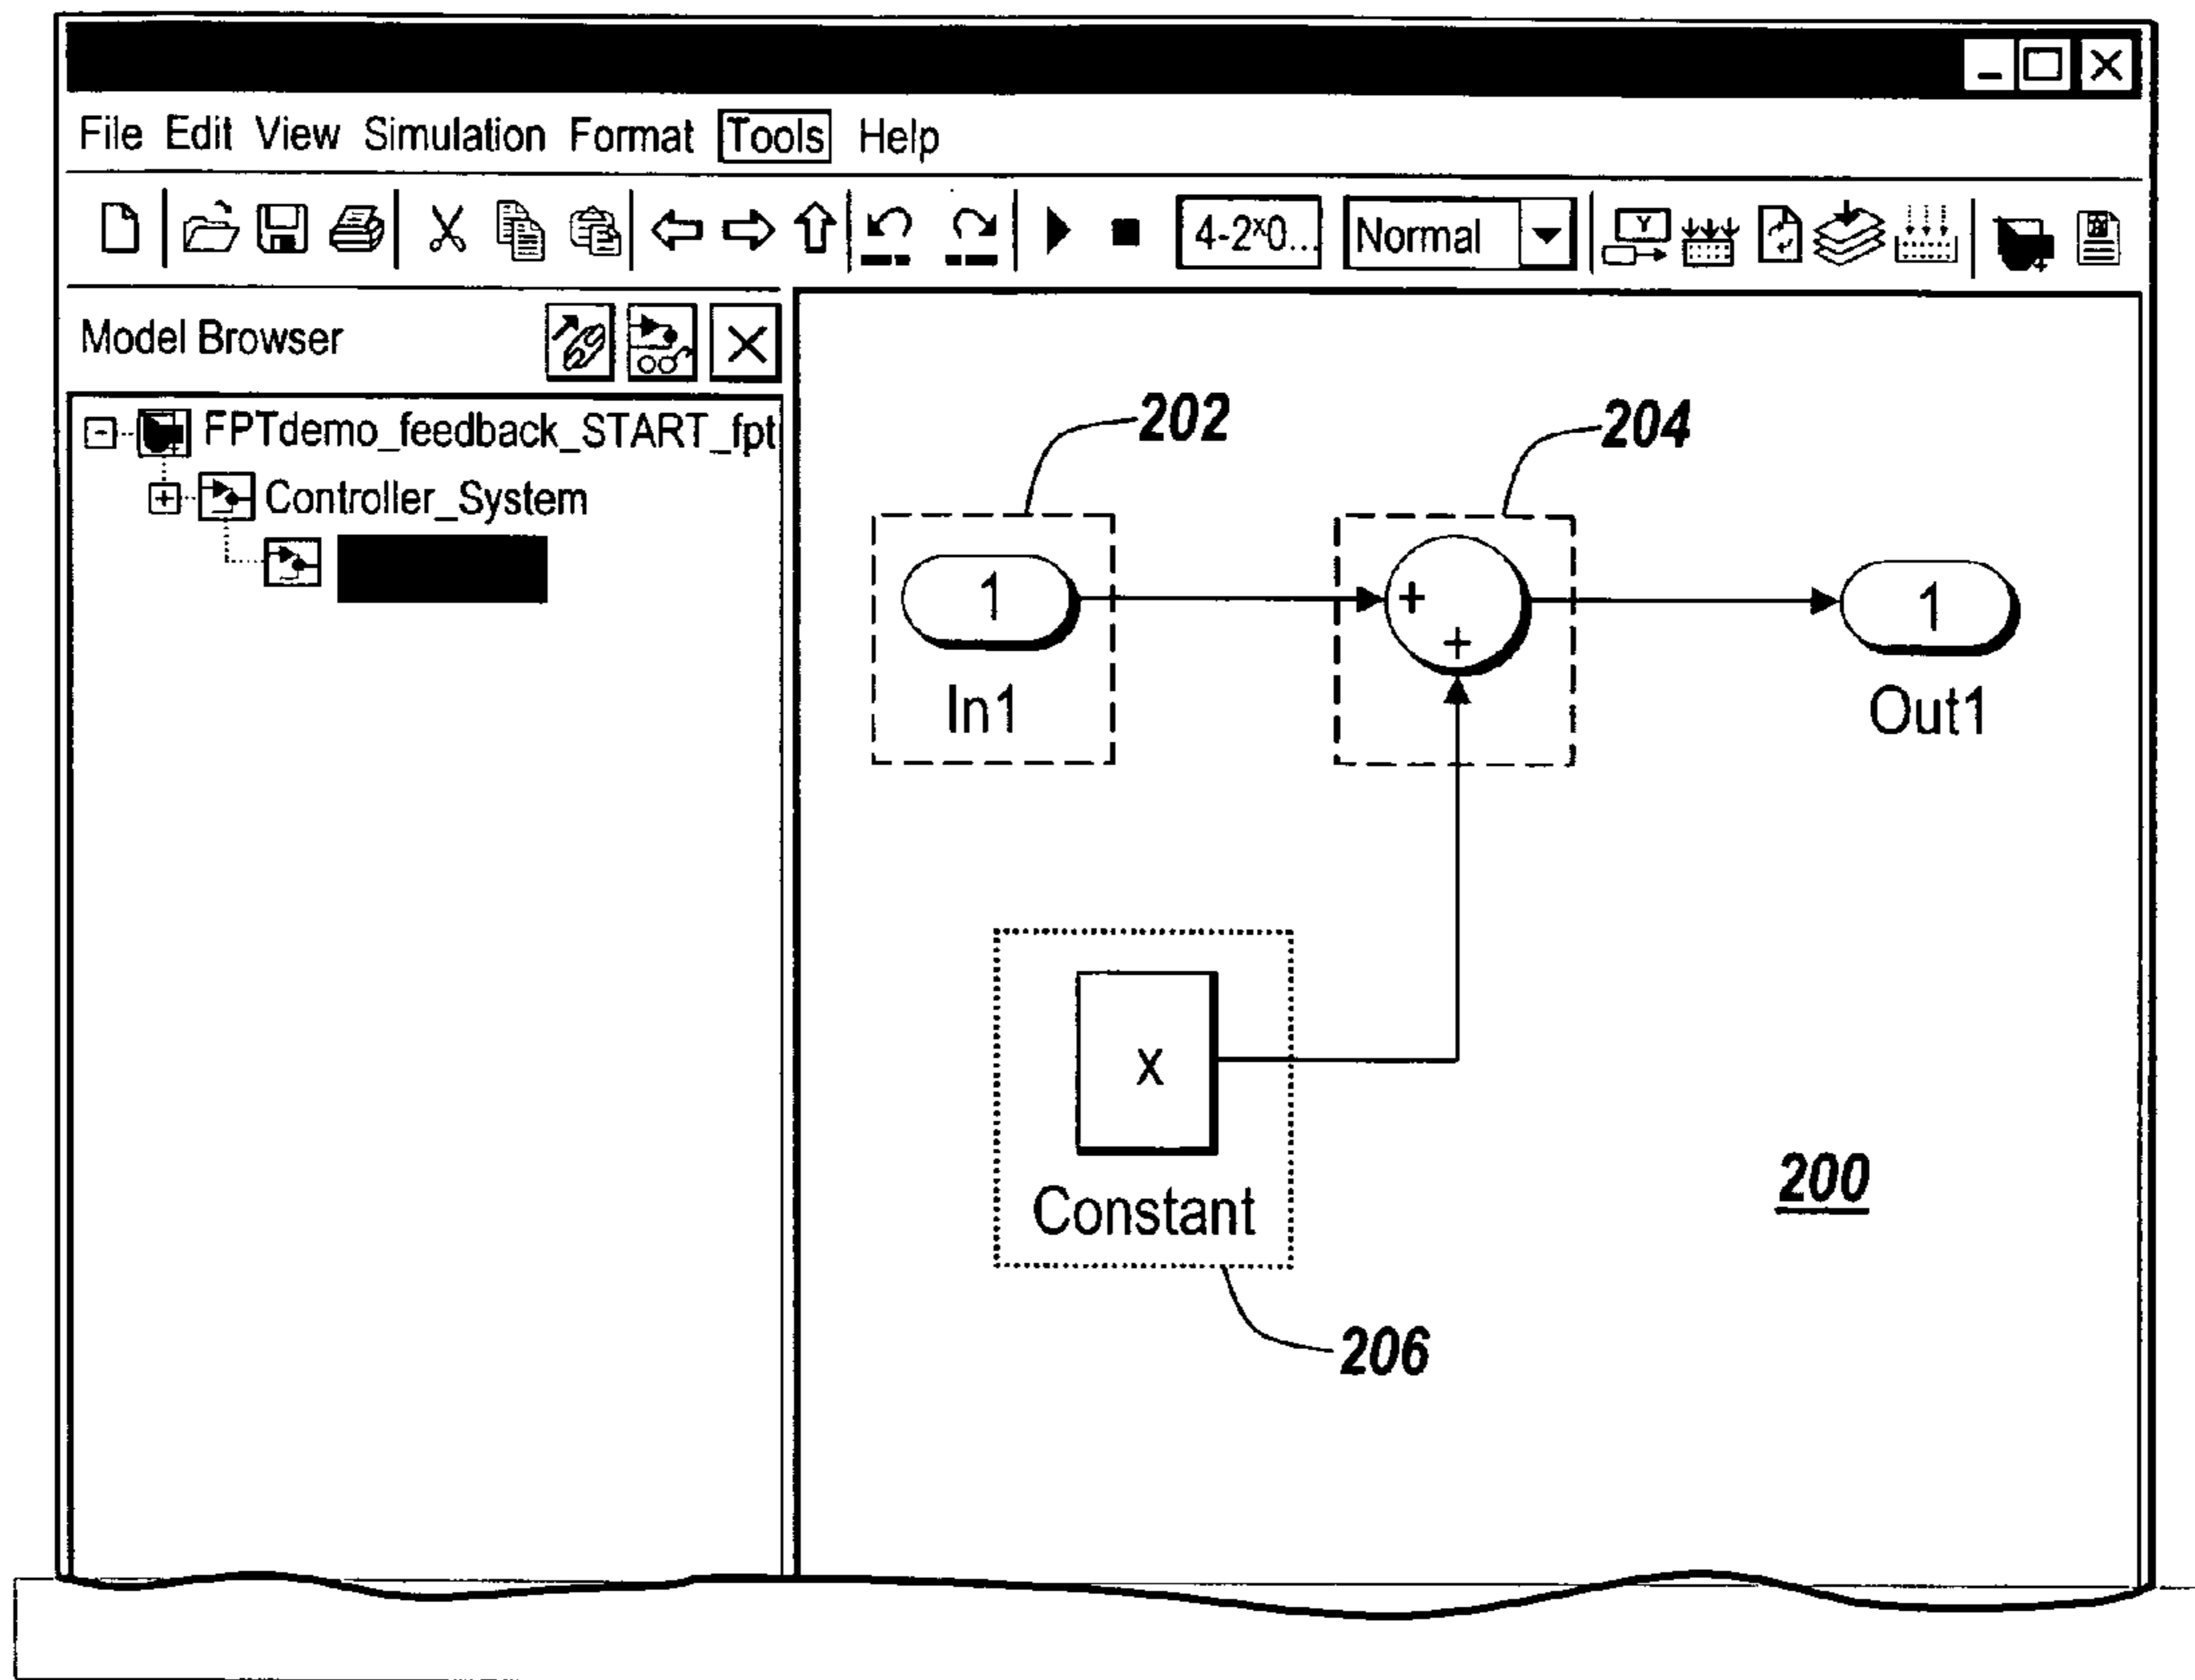 File Edit View Simulation Format Tools Help
4-2x0... Normal
Model Browser
FPTdemo_feedback_START_fpt
Controller_System
202
204
1
+
+
1
In1
Out1
x
Constant
200
206